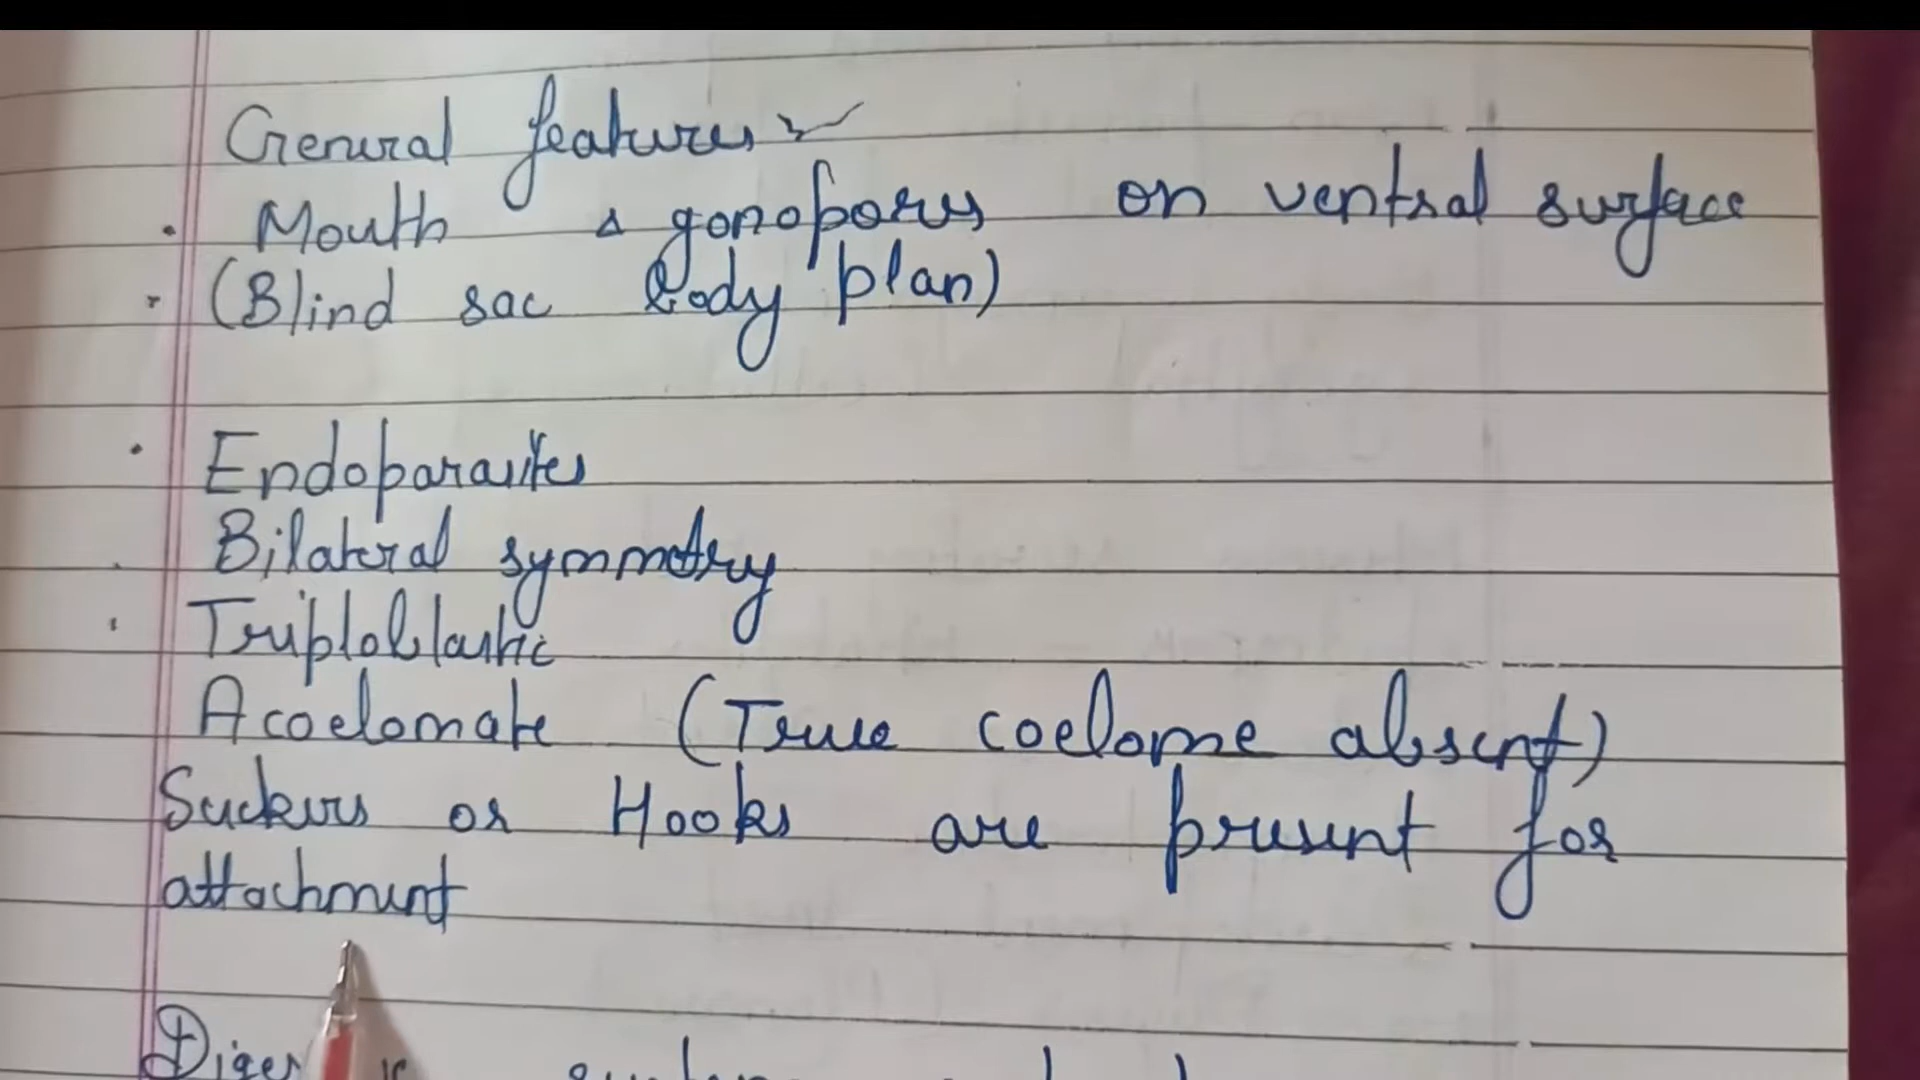 General features
• Mouth & gonopores on ventral surface
• (Blind sac body plan)
• Endoparasites
• Bilateral symmetry
• Triploblastic
Acoelomate (True coelome absent)
Suckers or Hooks are present for
attachment